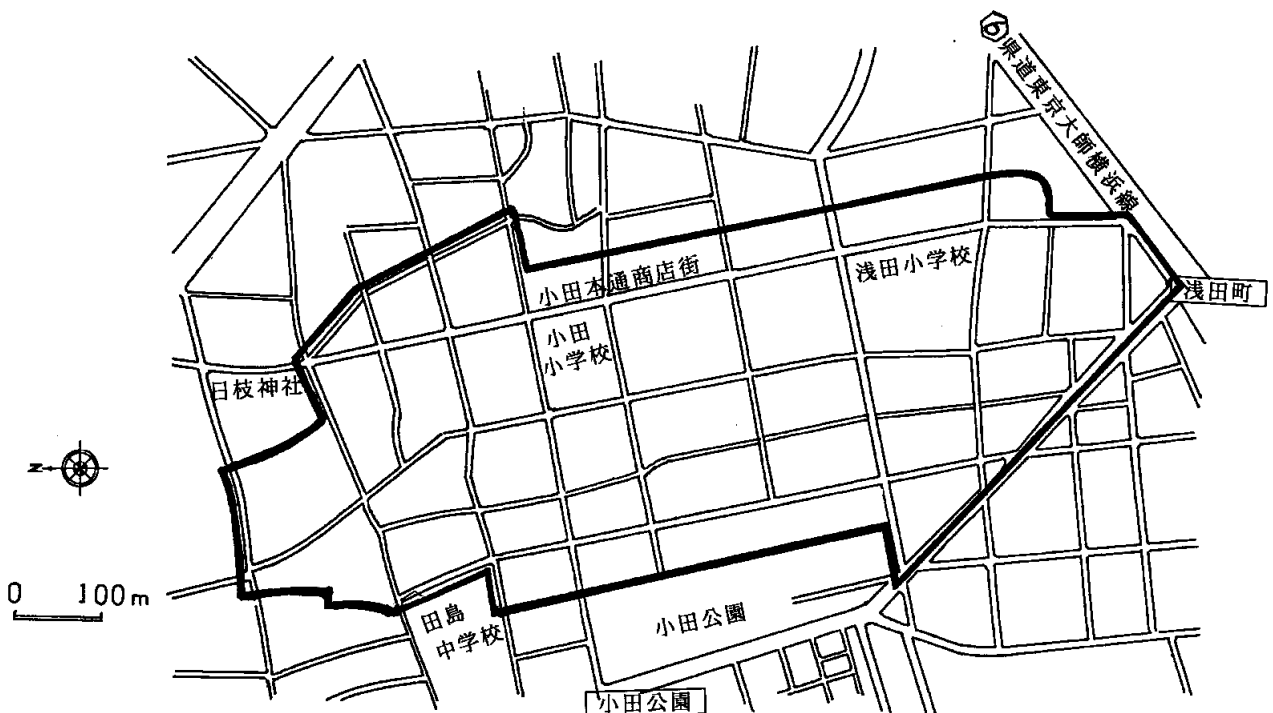 6
県道東京大師横浜線
浅田小学校
小田本通商店街
浅田町
小田
小学校
日枝神社
N
0 100m
田島
中学校
小田公園
小田公園